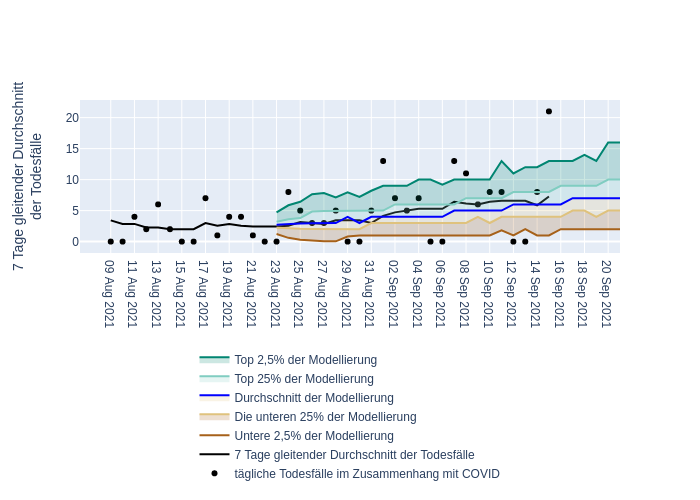 7 Tage gleitender Durchschnitt
der Todesfälle
20
15
10
5
0
09 Aug 2021
11 Aug 2021
13 Aug 2021
15 Aug 2021
17 Aug 2021
19 Aug 2021
21 Aug 2021
23 Aug 2021
25 Aug 2021
27 Aug 2021
29 Aug 2021
31 Aug 2021
02 Sep 2021
04 Sep 2021
06 Sep 2021
08 Sep 2021
10 Sep 2021
12 Sep 2021
14 Sep 2021
16 Sep 2021
18 Sep 2021
20 Sep 2021
Top 2,5% der Modellierung
Top 25% der Modellierung
Durchschnitt der Modellierung
Die unteren 25% der Modellierung
Untere 2,5% der Modellierung
7 Tage gleitender Durchschnitt der Todesfälle
tägliche Todesfälle im Zusammenhang mit COVID